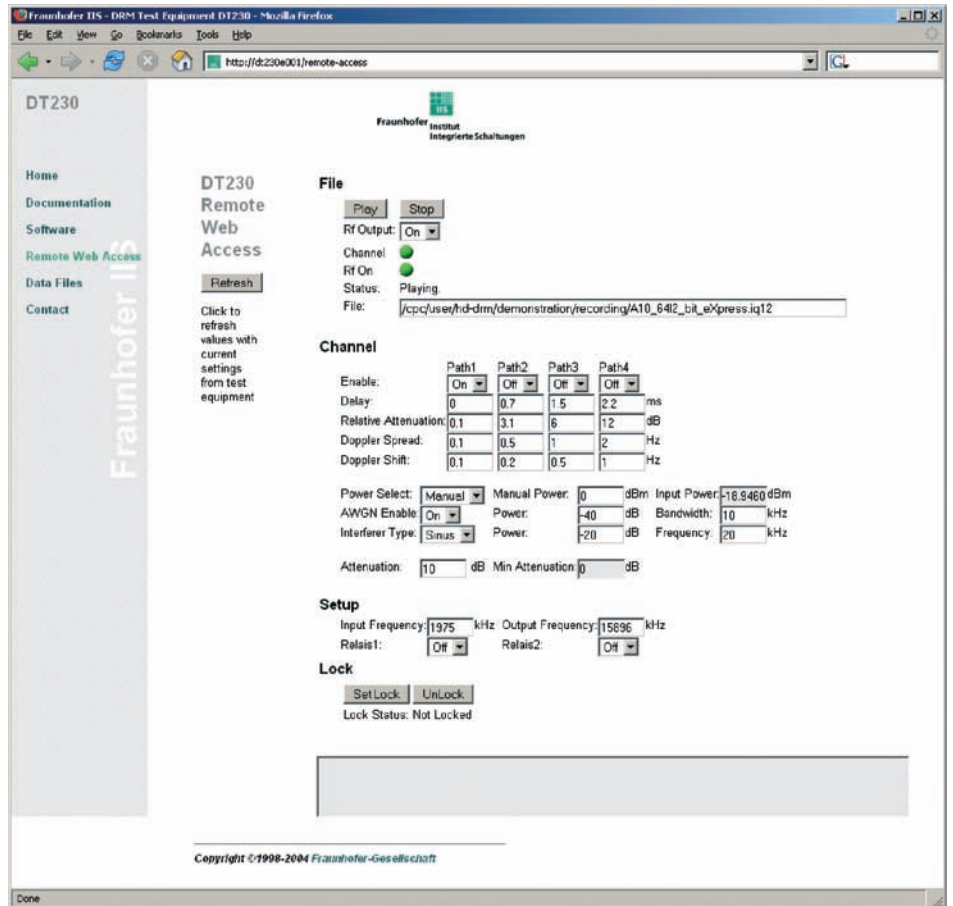 Fraunhofer IIS - DRM Test Equipment DT230 - Mozilla Firefox
File Edit View Go Bookmarks Tools Help
http://dt230e001/remote-access
G
DT230
Fraunhofer IIS
Institut
Integrierte Schaltungen
Home
Documentation
Software
Remote Web Access
Data Files
Contact
Fraunhofer IIS
DT230
Remote
Web
Access
Refresh
Click to
refresh
values with
current
settings
from test
equipment
File
Play Stop
Rf Output: On
Channel
Rf On
Status: Playing.
File: /cpc/user/hd-drm/demonstration/recording/A10_64l2_bit_eXpress.iq12
Channel
Path1 Path2 Path3 Path4
Enable: On Off Off Off
Delay: 0 0.7 1.5 2.2 ms
Relative Attenuation: 0.1 3.1 6 12 dB
Doppler Spread: 0.1 0.5 1 2 Hz
Doppler Shift: 0.1 0.2 0.5 1 Hz
Power Select: Manual Manual Power: 0 dBm Input Power: -18.9460 dBm
AWGN Enable: On Power: -40 dB Bandwidth: 10 kHz
Interferer Type: Sinus Power: -20 dB Frequency: 20 kHz
Attenuation: 10 dB Min Attenuation: 0 dB
Setup
Input Frequency: 1975 kHz Output Frequency: 15896 kHz
Relais1: Off Relais2: Off
Lock
SetLock UnLock
Lock Status: Not Locked
Copyright ©1998-2004 Fraunhofer-Gesellschaft
Done